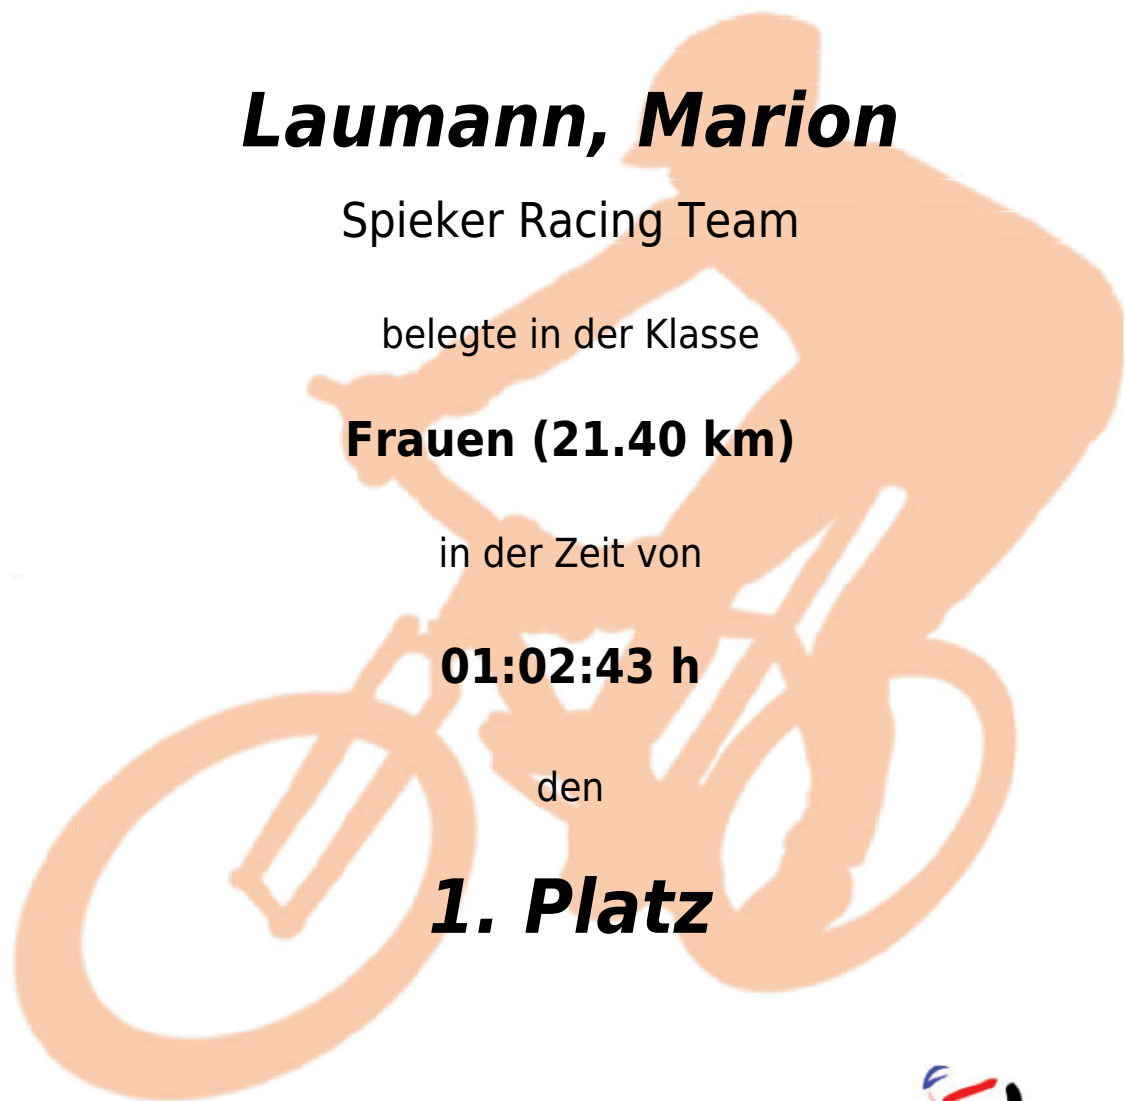 Laumann, Marion
Spieker Racing Team
belegte in der Klasse
Frauen (21.40 km)
in der Zeit von
01:02:43 h
den
1. Platz